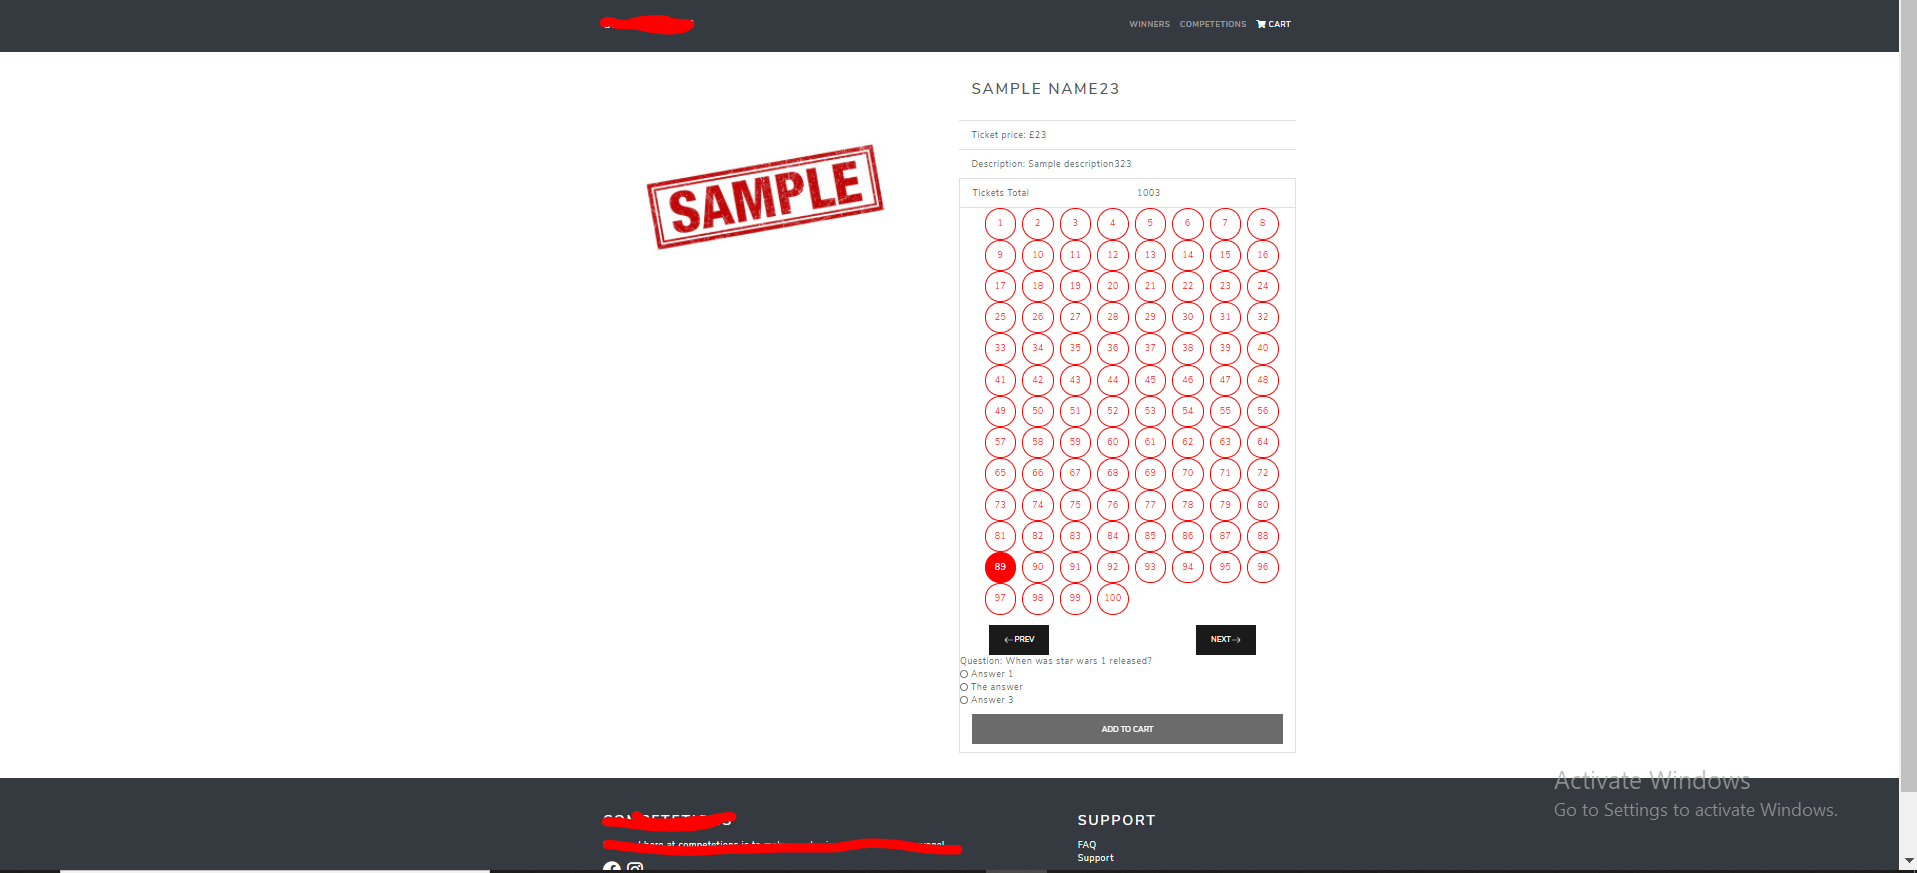 WINNERS COMPETETIONS CART
SAMPLE NAME23
Ticket price: £23
Description: Sample description323
SAMPLE
Tickets Total 1003
1 2 3 4 5 6 7 8
9 10 11 12 13 14 15 16
17 18 19 20 21 22 23 24
25 26 27 28 29 30 31 32
33 34 35 36 37 38 39 40
41 42 43 44 45 46 47 48
49 50 51 52 53 54 55 56
57 58 59 60 61 62 63 64
65 66 67 68 69 70 71 72
73 74 75 76 77 78 79 80
81 82 83 84 85 86 87 88
89 90 91 92 93 94 95 96
97 98 99 100
←PREV NEXT→
Question: When was star wars 1 released?
Answer 1
The answer
Answer 3
ADD TO CART
Activate Windows
Go to Settings to activate Windows.
SUPPORT
here at competetions is to
FAQ
Support